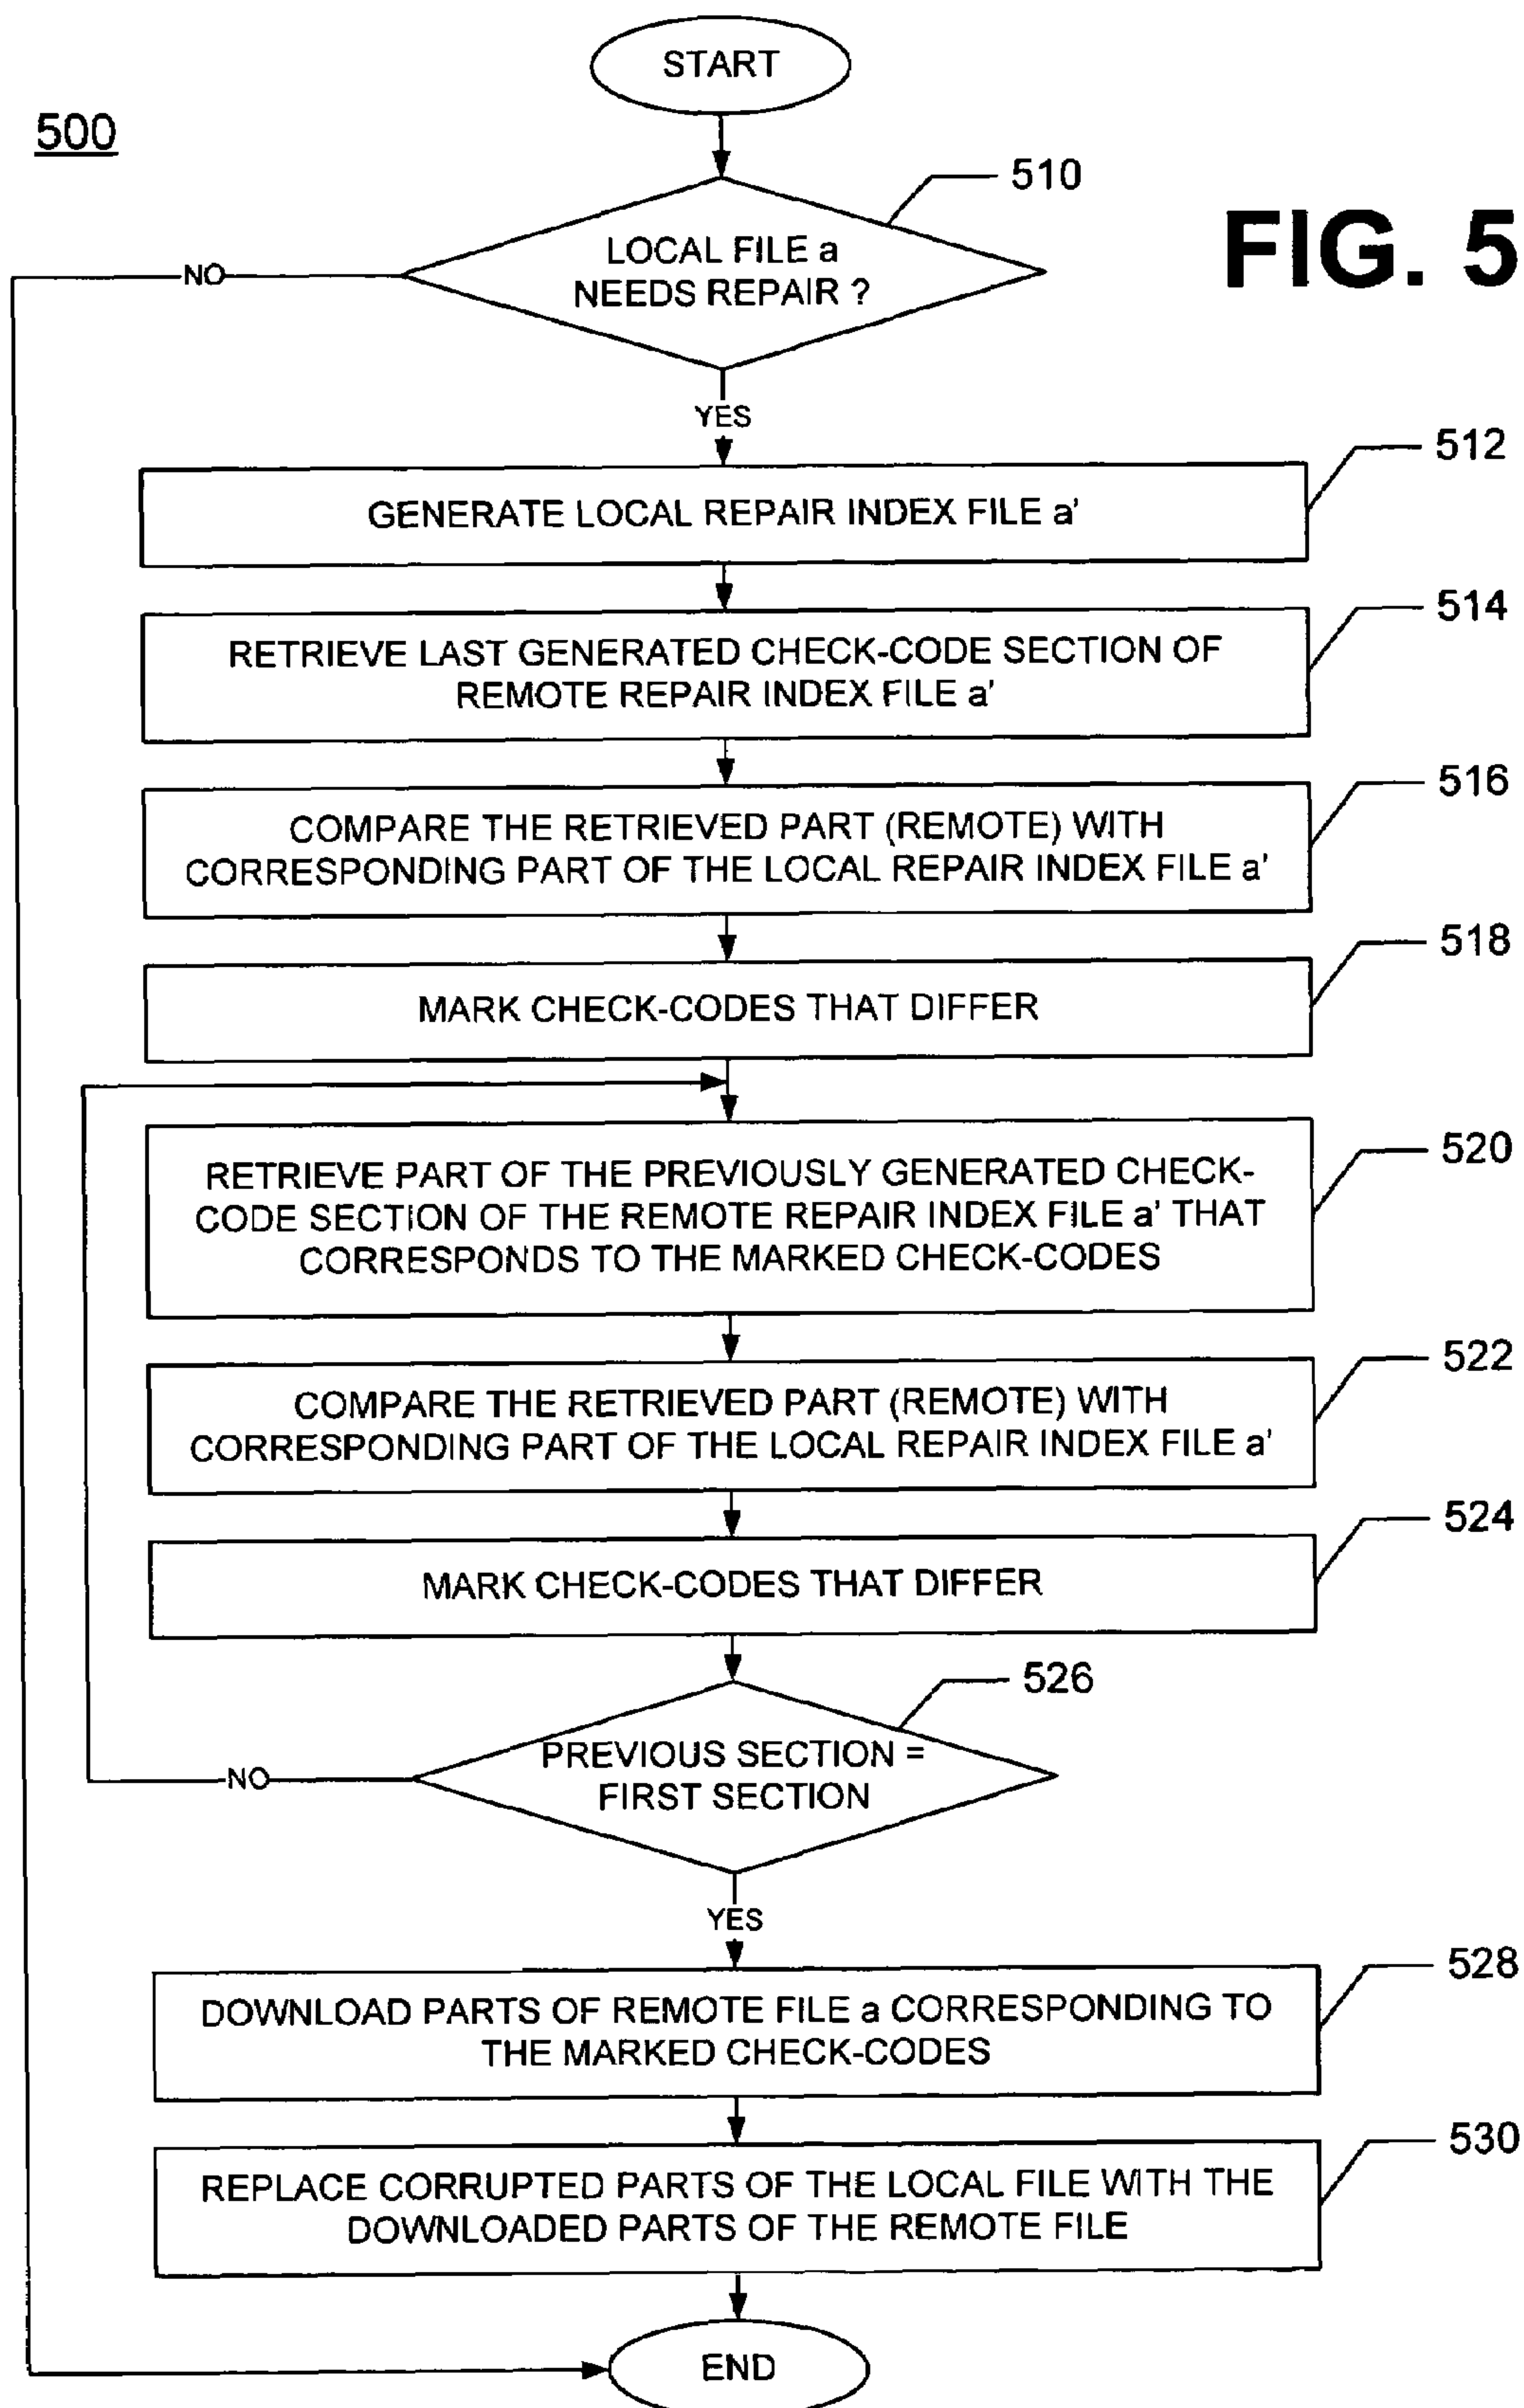 START
500
510
FIG. 5
LOCAL FILE a
NEEDS REPAIR ?
NO
YES
512
GENERATE LOCAL REPAIR INDEX FILE a'
514
RETRIEVE LAST GENERATED CHECK-CODE SECTION OF
REMOTE REPAIR INDEX FILE a'
516
COMPARE THE RETRIEVED PART (REMOTE) WITH
CORRESPONDING PART OF THE LOCAL REPAIR INDEX FILE a'
518
MARK CHECK-CODES THAT DIFFER
520
RETRIEVE PART OF THE PREVIOUSLY GENERATED CHECK-
CODE SECTION OF THE REMOTE REPAIR INDEX FILE a' THAT
CORRESPONDS TO THE MARKED CHECK-CODES
522
COMPARE THE RETRIEVED PART (REMOTE) WITH
CORRESPONDING PART OF THE LOCAL REPAIR INDEX FILE a'
524
MARK CHECK-CODES THAT DIFFER
526
PREVIOUS SECTION =
FIRST SECTION
NO
YES
528
DOWNLOAD PARTS OF REMOTE FILE a CORRESPONDING TO
THE MARKED CHECK-CODES
530
REPLACE CORRUPTED PARTS OF THE LOCAL FILE WITH THE
DOWNLOADED PARTS OF THE REMOTE FILE
END